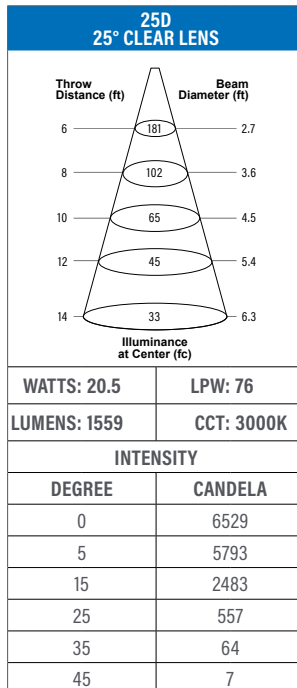 25D
25° CLEAR LENS
Throw Beam
Distance (ft) Diameter (ft)
6 181 2.7
8 102 3.6
10 65 4.5
12 45 5.4
14 33 6.3
Illuminance
at Center (fc)
WATTS: 20.5 LPW: 76
LUMENS: 1559 CCT: 3000K
INTENSITY
DEGREE CANDELA
0 6529
5 5793
15 2483
25 557
35 64
45 7